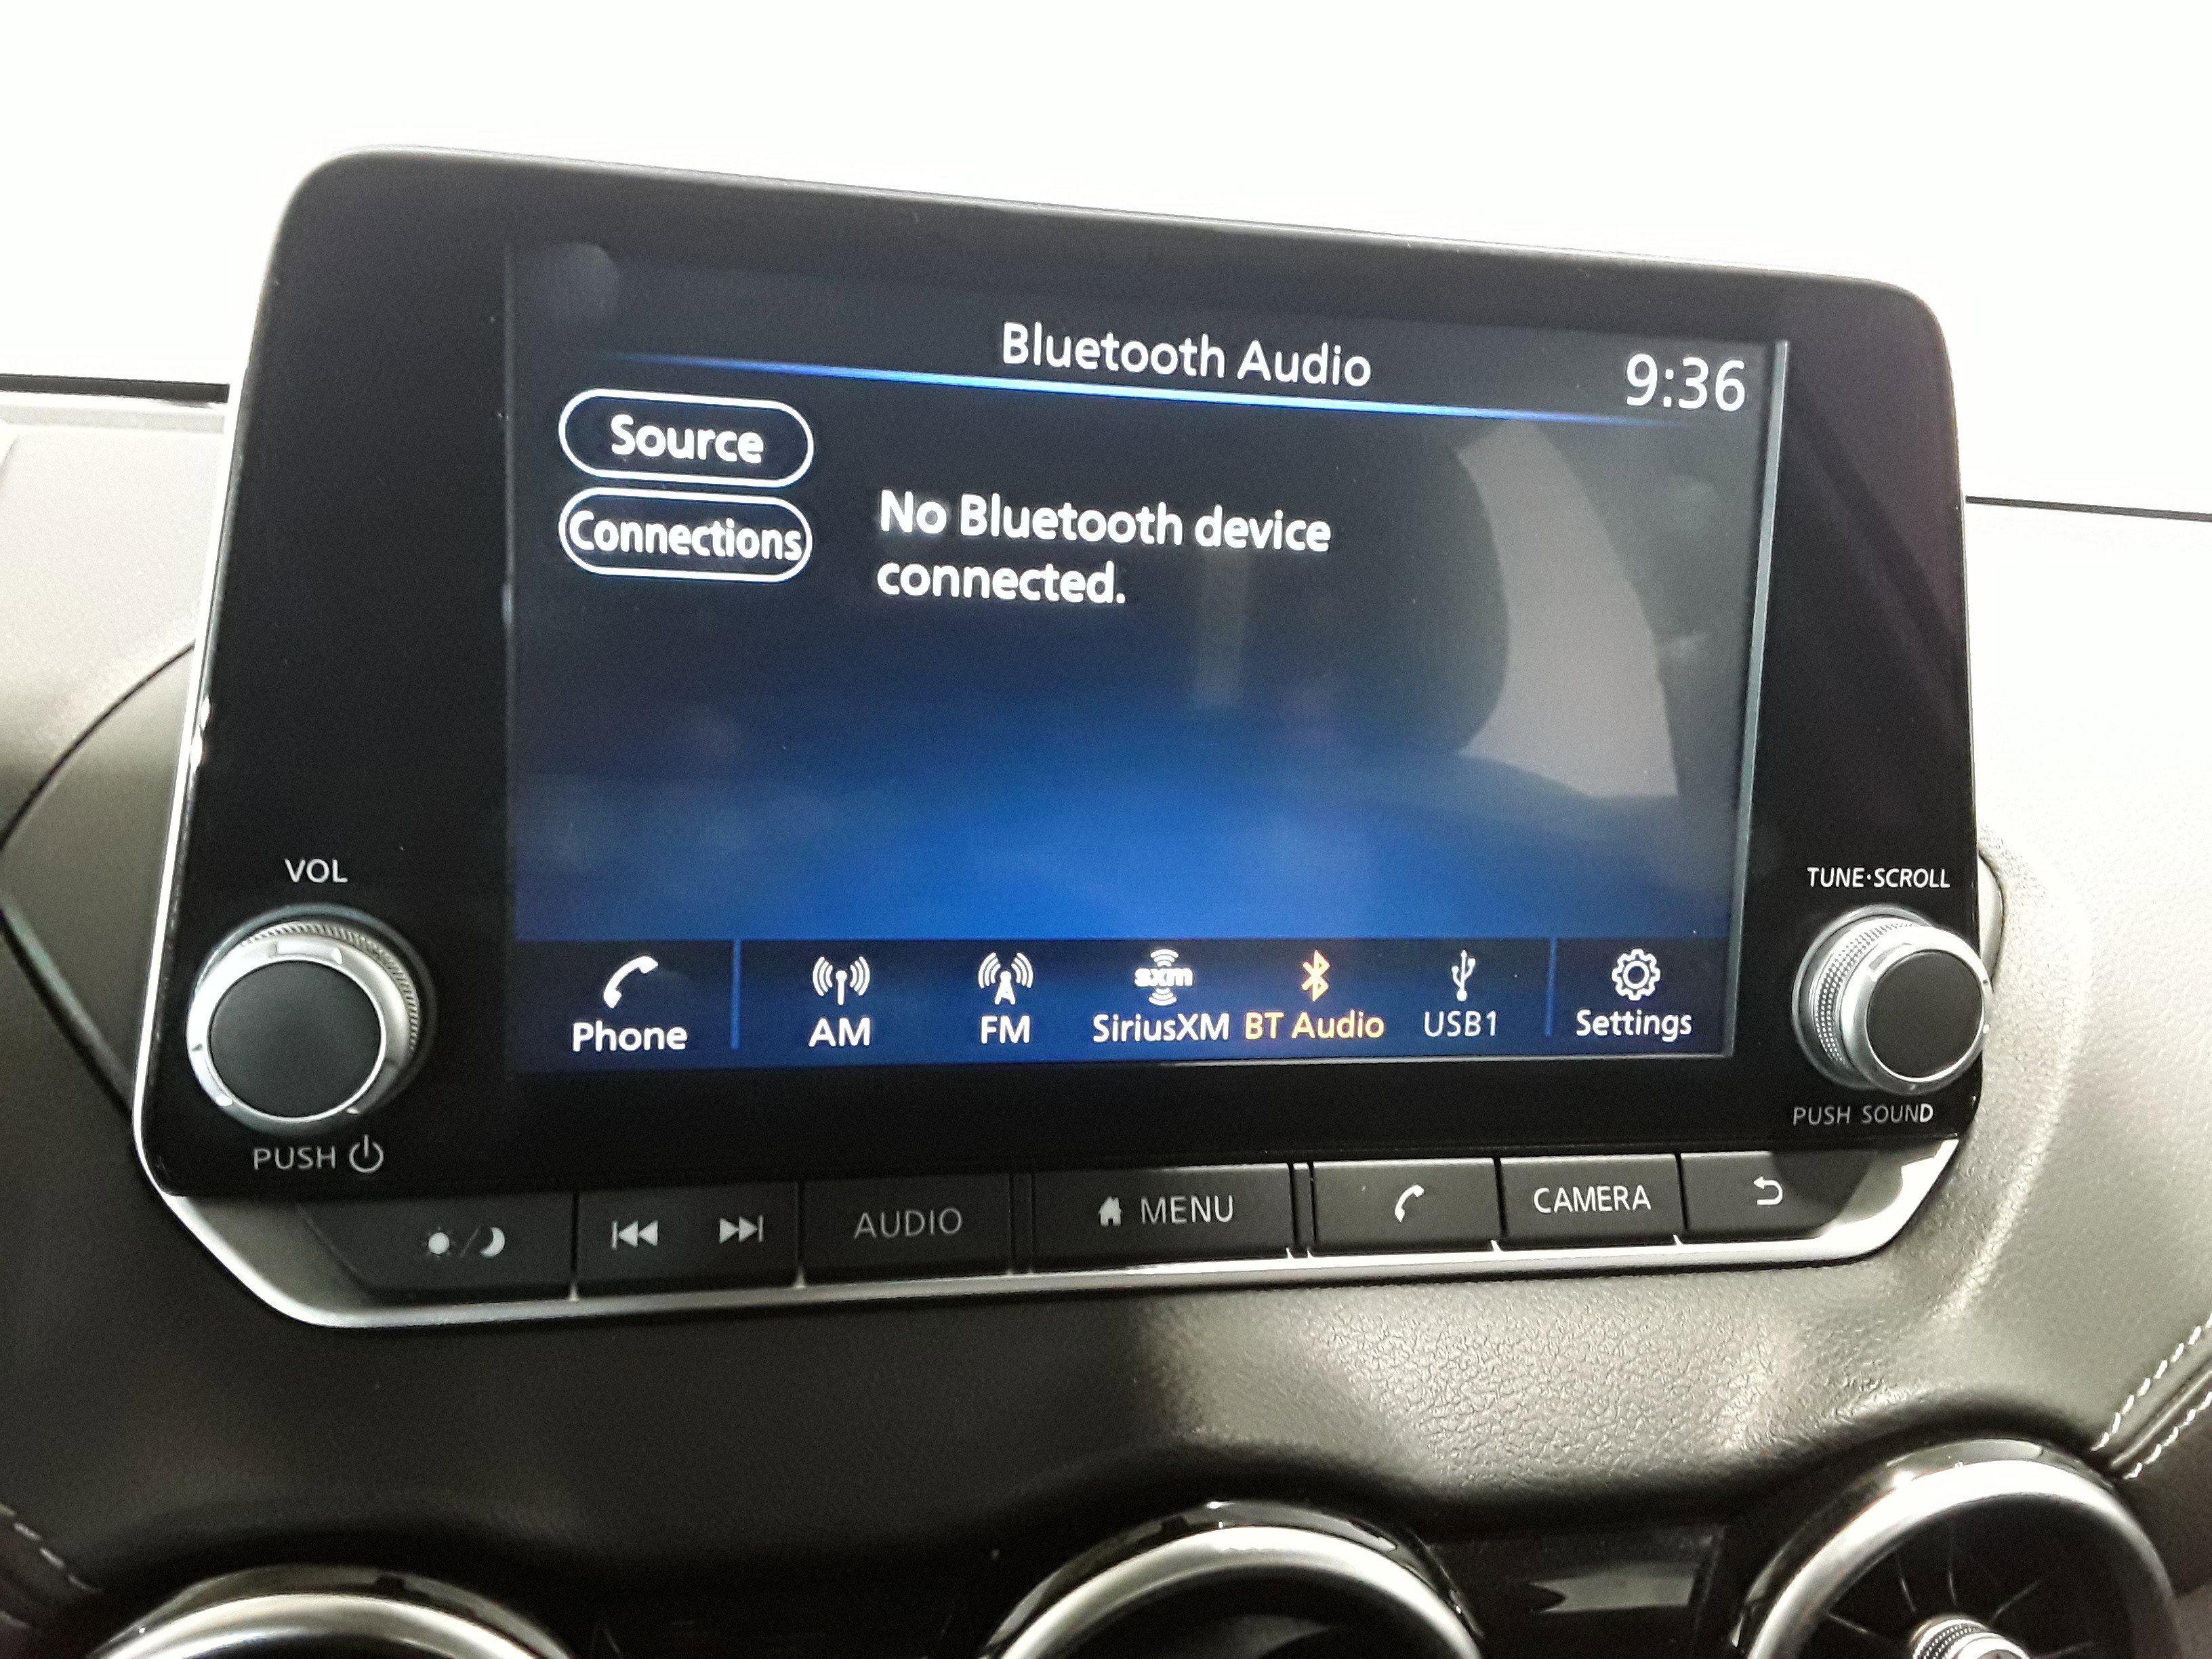 Bluetooth Audio
9:36
Source
Connections
No Bluetooth device
connected.
VOL
PUSH
TUNE·SCROLL
PUSH SOUND
Phone
AM
FM
sxm
SiriusXM
BT Audio
USB1
Settings
AUDIO
MENU
CAMERA